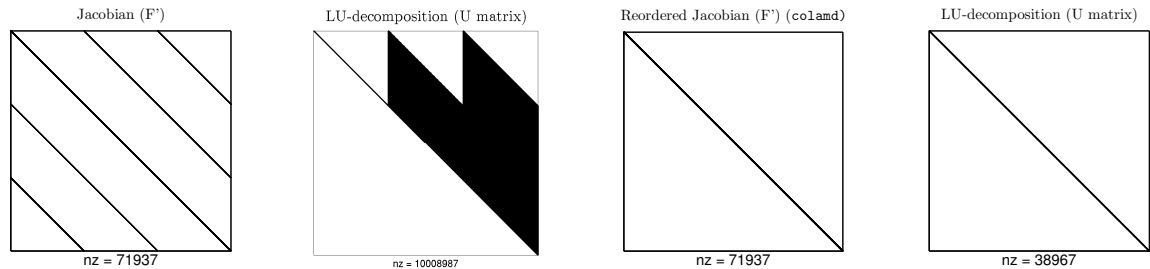 Jacobian (F')
nz = 71937
LU-decomposition (U matrix)
nz = 10008987
Reordered Jacobian (F') (colamd)
nz = 71937
LU-decomposition (U matrix)
nz = 38967